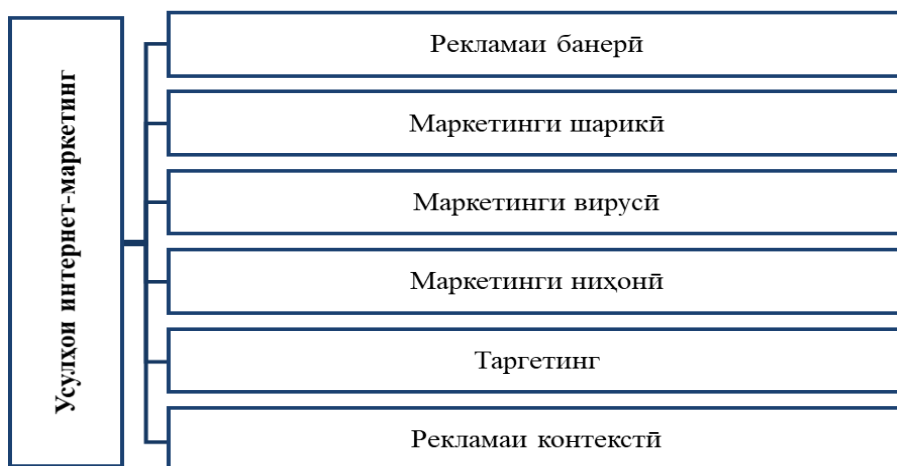 Усулҳои интернет-маркетинг
Рекламаи банерӣ
Маркетинги шарикӣ
Маркетинги вирусӣ
Маркетинги ниҳонӣ
Таргетинг
Рекламаи контекстӣ